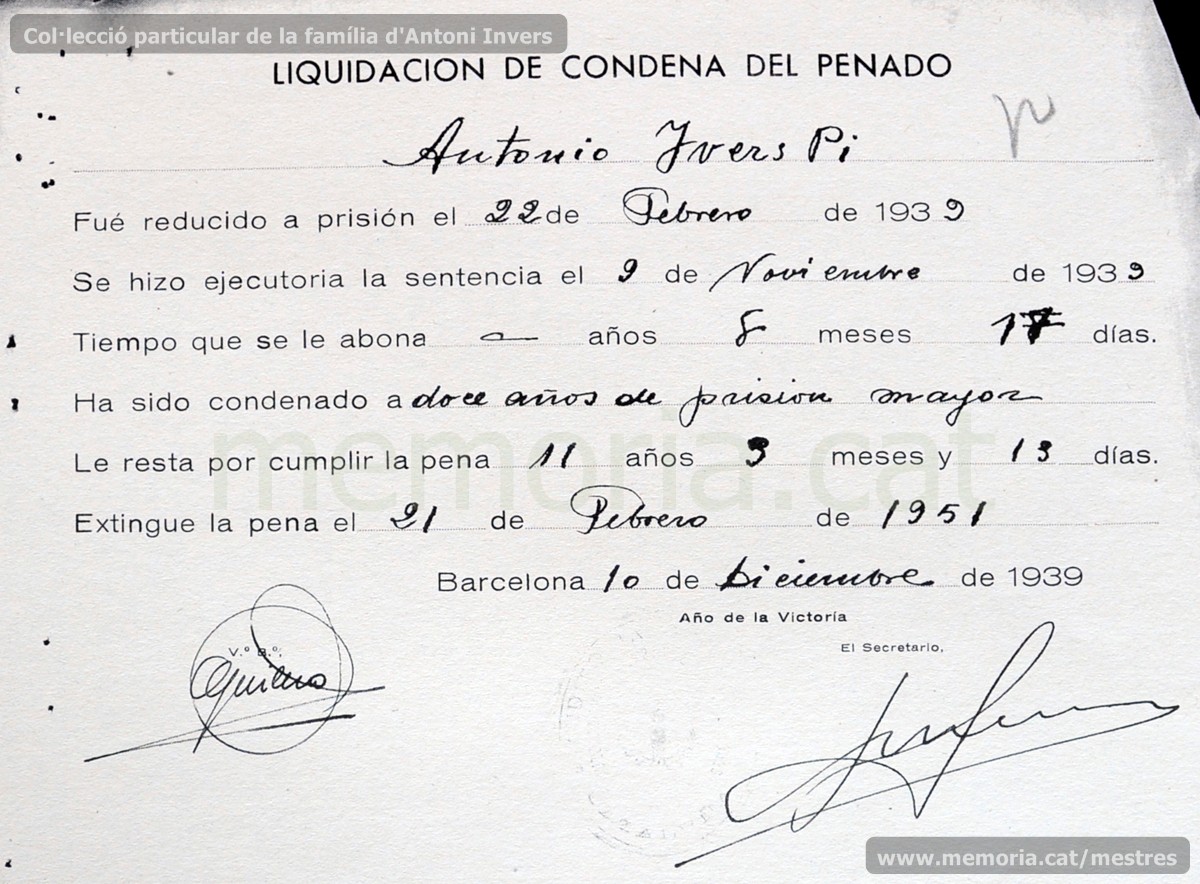 Col·lecció particular de la família d'Antoni Invers
LIQUIDACION DE CONDENA DEL PENADO
Antonio Yvers Pi
Fué reducido a prisión el 22 de Febrero de 1939
Se hizo ejecutoria la sentencia el 9 de Noviembre de 1939
Tiempo que se le abona — años 8 meses 17 días.
Ha sido condenado a doce años de prision mayor
Le resta por cumplir la pena 11 años 3 meses y 13 días.
Extingue la pena el 21 de Febrero de 1951
Barcelona 10 de Diciembre de 1939
Año de la Victoria
El Secretario,
V.º B.º,
memoria.cat
www.memoria.cat/mestres